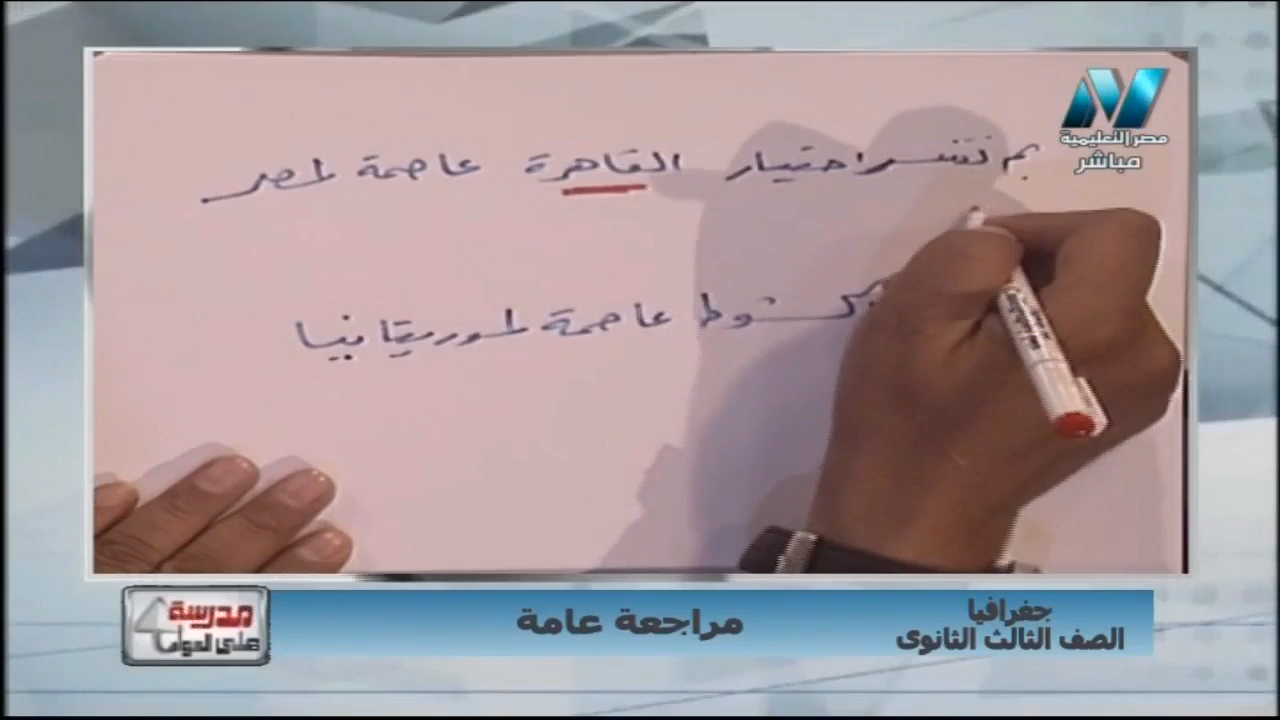 مصر التعليمية
مباشر
بم تفسر اختيار القاهرة عاصمة لمصر
عاصمة لموريتانيا
جغرافيا
الصف الثالث الثانوى
مراجعة عامة
مدرسة
على الهواء